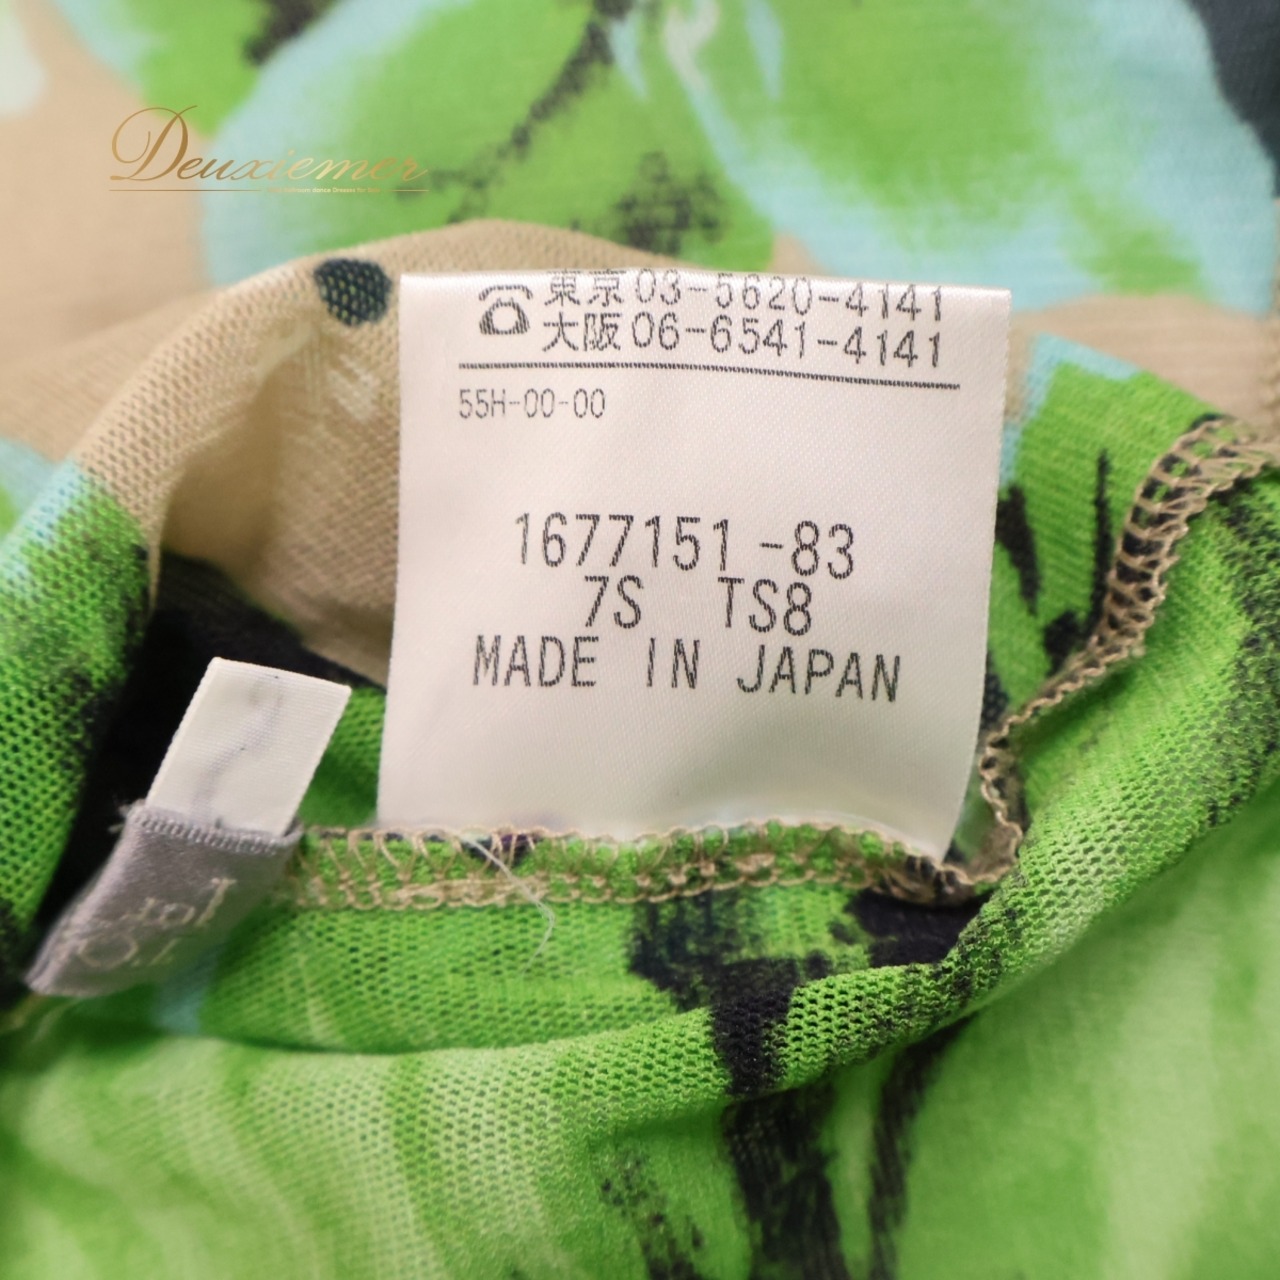 Deuxiemer
東京03-5620-4141
大阪06-6541-4141
55H-00-00
1677151-83
7S TS8
MADE IN JAPAN